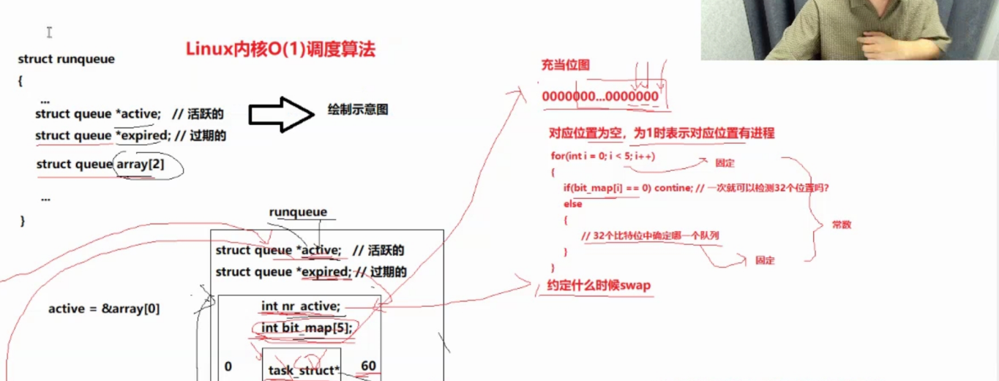 Linux内核O(1)调度算法
struct runqueue
{
...
struct queue *active; // 活跃的
struct queue *expired; // 过期的
struct queue array[2]
...
}
绘制示意图
runqueue
struct queue *active; // 活跃的
struct queue *expired; // 过期的
active = &array[0]
int nr_active;
int bit_map[5];
0
task_struct*
60
充当位图
0000000...0000000
对应位置为空，为1时表示对应位置有进程
for(int i = 0; i < 5; i++)
固定
{
if(bit_map[i] == 0) contine; // 一次就可以检测32个位置吗?
else
{
// 32个比特位中确定哪一个队列
}
固定
}
常数
约定什么时候swap